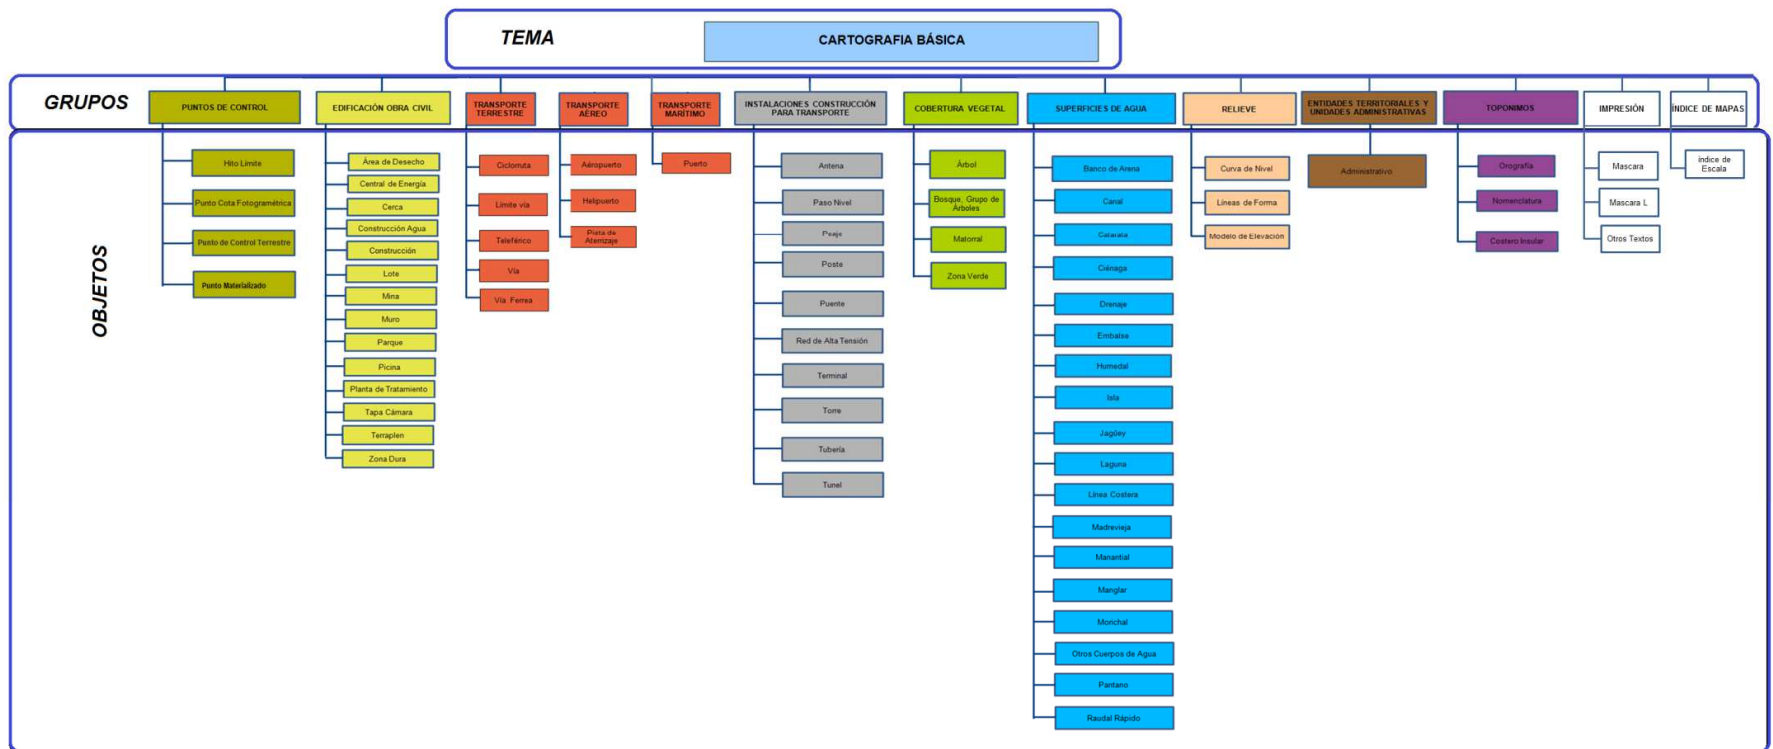 TEMA
CARTOGRAFIA BÁSICA
GRUPOS
PUNTOS DE CONTROL
EDIFICACIÓN OBRA CIVIL
TRANSPORTE
TERRESTRE
TRANSPORTE
AÉREO
TRANSPORTE
MARÍTIMO
INSTALACIONES CONSTRUCCIÓN
PARA TRANSPORTE
COBERTURA VEGETAL
SUPERFICIES DE AGUA
RELIEVE
ENTIDADES TERRITORIALES Y
UNIDADES ADMINISTRATIVAS
TOPONIMOS
IMPRESIÓN
ÍNDICE DE MAPAS
OBJETOS
Hito Límite
Punto Cota Fotogramétrica
Punto de Control Terrestre
Punto Materializado
Área de Desecho
Central de Energía
Cerca
Construcción Agua
Construcción
Lote
Mina
Muro
Parque
Picina
Planta de Tratamiento
Tapa Cámara
Terraplen
Zona Dura
Ciclorruta
Límite vía
Teleférico
Vía
Vía Ferrea
Aéropuerto
Helipuerto
Pista de
Aterrizaje
Puerto
Antena
Paso Nivel
Peaje
Poste
Puente
Red de Alta Tensión
Terminal
Torre
Tubería
Tunel
Árbol
Bosque, Grupo de
Árboles
Matorral
Zona Verde
Banco de Arena
Canal
Catarata
Ciénaga
Drenaje
Embalse
Humedal
Isla
Jagüey
Laguna
Línea Costera
Madrevieja
Manantial
Manglar
Morichal
Otros Cuerpos de Agua
Pantano
Raudal Rápido
Curva de Nivel
Líneas de Forma
Modelo de Elevación
Administrativo
Orografía
Nomenclatura
Costero Insular
Mascara
Mascara L
Otros Textos
Índice de
Escala